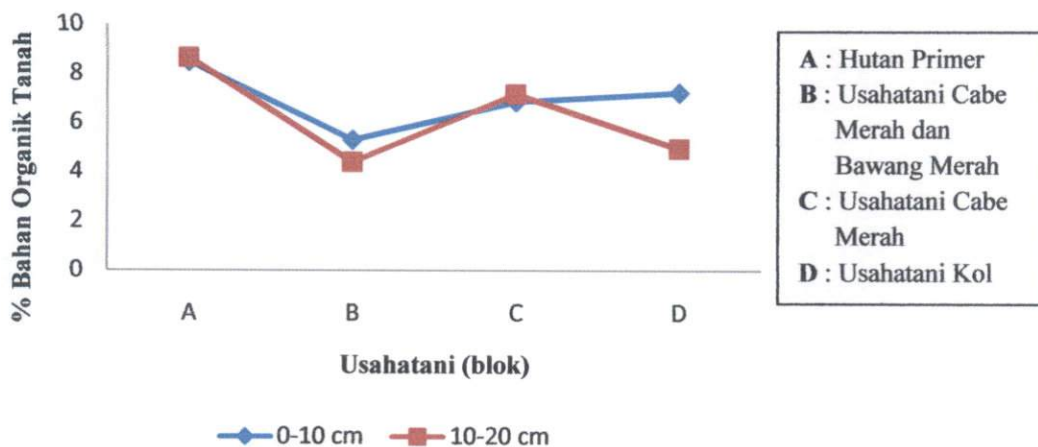 % Bahan Organik Tanah
10
8
6
4
2
0
A
B
C
D
Usahatani (blok)
0-10 cm
10-20 cm
A : Hutan Primer
B : Usahatani Cabe
Merah dan
Bawang Merah
C : Usahatani Cabe
Merah
D : Usahatani Kol